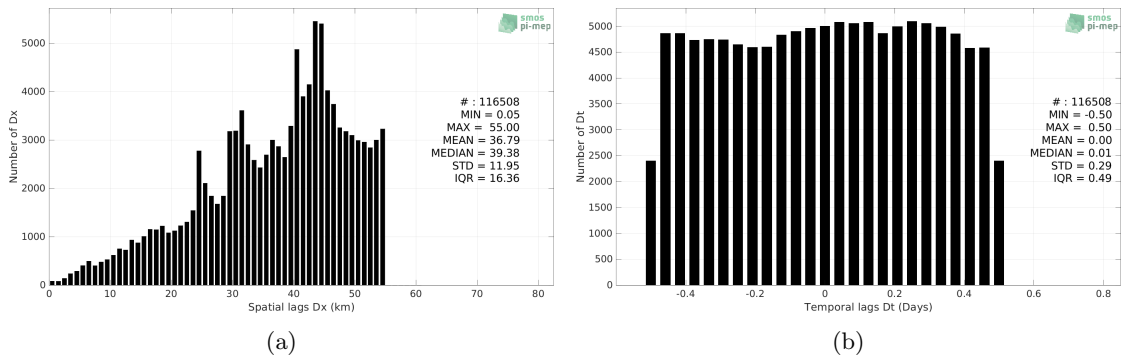 smos
pi-mep
5000
4000
3000
2000
1000
0
Number of Dx
# : 116508
MIN = 0.05
MAX = 55.00
MEAN = 36.79
MEDIAN = 39.38
STD = 11.95
IQR = 16.36
0 10 20 30 40 50 60 70 80
Spatial lags Dx (km)
(a)
smos
pi-mep
5000
4500
4000
3500
3000
2500
2000
1500
1000
500
0
Number of Dt
# : 116508
MIN = -0.50
MAX = 0.50
MEAN = 0.00
MEDIAN = 0.01
STD = 0.29
IQR = 0.49
-0.4 -0.2 0 0.2 0.4 0.6 0.8
Temporal lags Dt (Days)
(b)